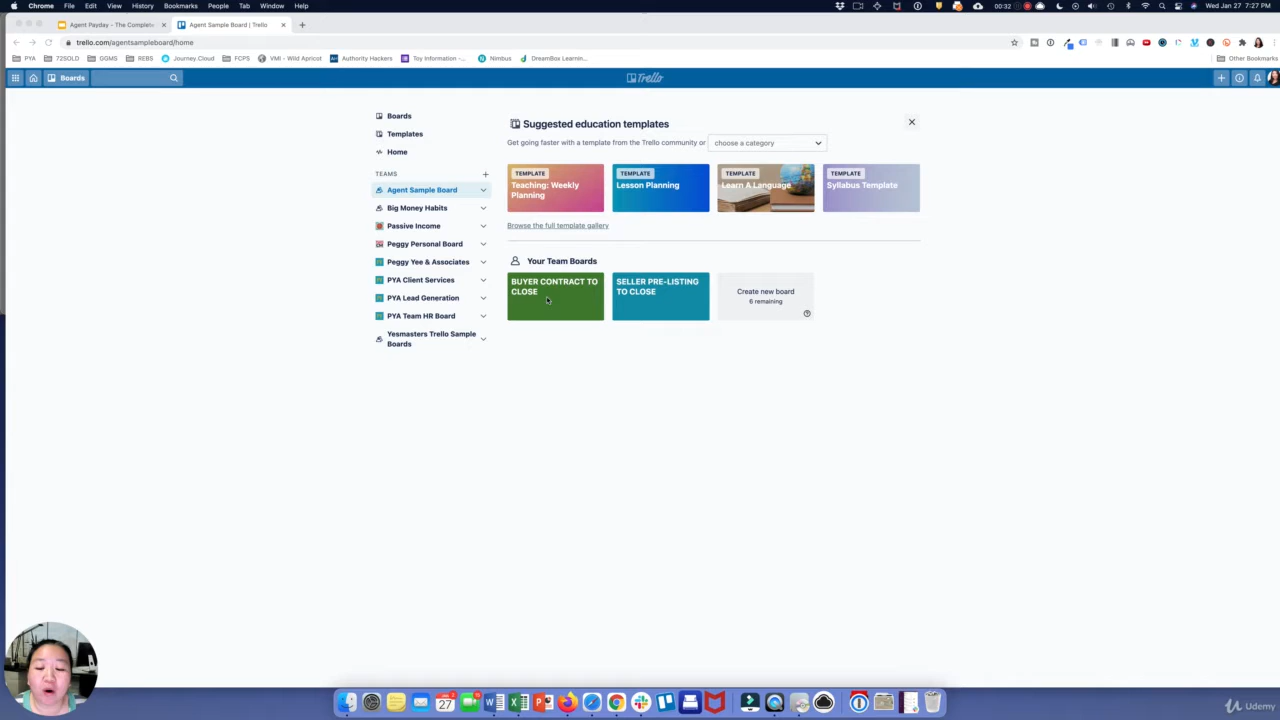 Chrome File Edit View History Bookmarks People Tab Window Help
00:32
Wed Jan 27 7:27 PM
Agent Payday - The Complete
Agent Sample Board | Trello
trello.com/agentsampleboard/home
PYA
72SOLD
GGMS
REBS
Journey.Cloud
FCPS
VMI - Wild Apricot
Authority Hackers
Toy Information -...
Nimbus
DreamBox Learnin...
Other Bookmarks
Boards
Trello
Boards
Templates
Home
TEAMS
Agent Sample Board
Big Money Habits
Passive Income
Peggy Personal Board
Peggy Yee & Associates
PYA Client Services
PYA Lead Generation
PYA Team HR Board
Yesmasters Trello Sample
Boards
Suggested education templates
Get going faster with a template from the Trello community or
choose a category
TEMPLATE
Teaching: Weekly
Planning
TEMPLATE
Lesson Planning
TEMPLATE
Learn A Language
TEMPLATE
Syllabus Template
Browse the full template gallery
Your Team Boards
BUYER CONTRACT TO
CLOSE
SELLER PRE-LISTING
TO CLOSE
Create new board
6 remaining
27
Udemy